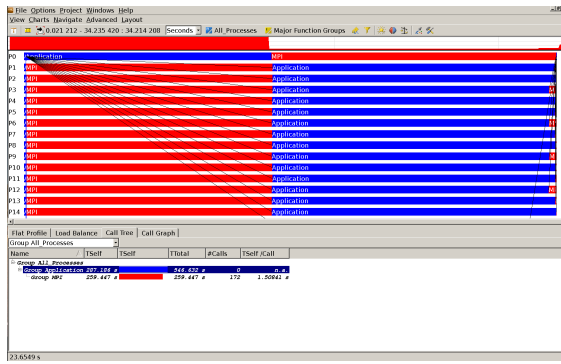 File Options Project Windows Help
View Charts Navigate Advanced Layout
0.021 212 - 34.235 420 : 34.214 208 Seconds All_Processes Major Function Groups
P0 Application MPI
P1 MPI Application
P2 MPI Application
P3 MPI Application M
P4 MPI Application
P5 MPI Application
P6 MPI Application M
P7 MPI Application
P8 MPI Application
P9 MPI Application M
P10 MPI Application
P11 MPI Application
P12 MPI Application M
P13 MPI Application
P14 MPI Application
Flat Profile Load Balance Call Tree Call Graph
Group All_Processes
Name / TSelf TSelf TTotal #Calls TSelf /Call
Group All_Processes
Group Application 287.186 s 546.632 s 0 n.a.
Group MPI 259.447 s 259.447 s 172 1.50841 s
23.6549 s